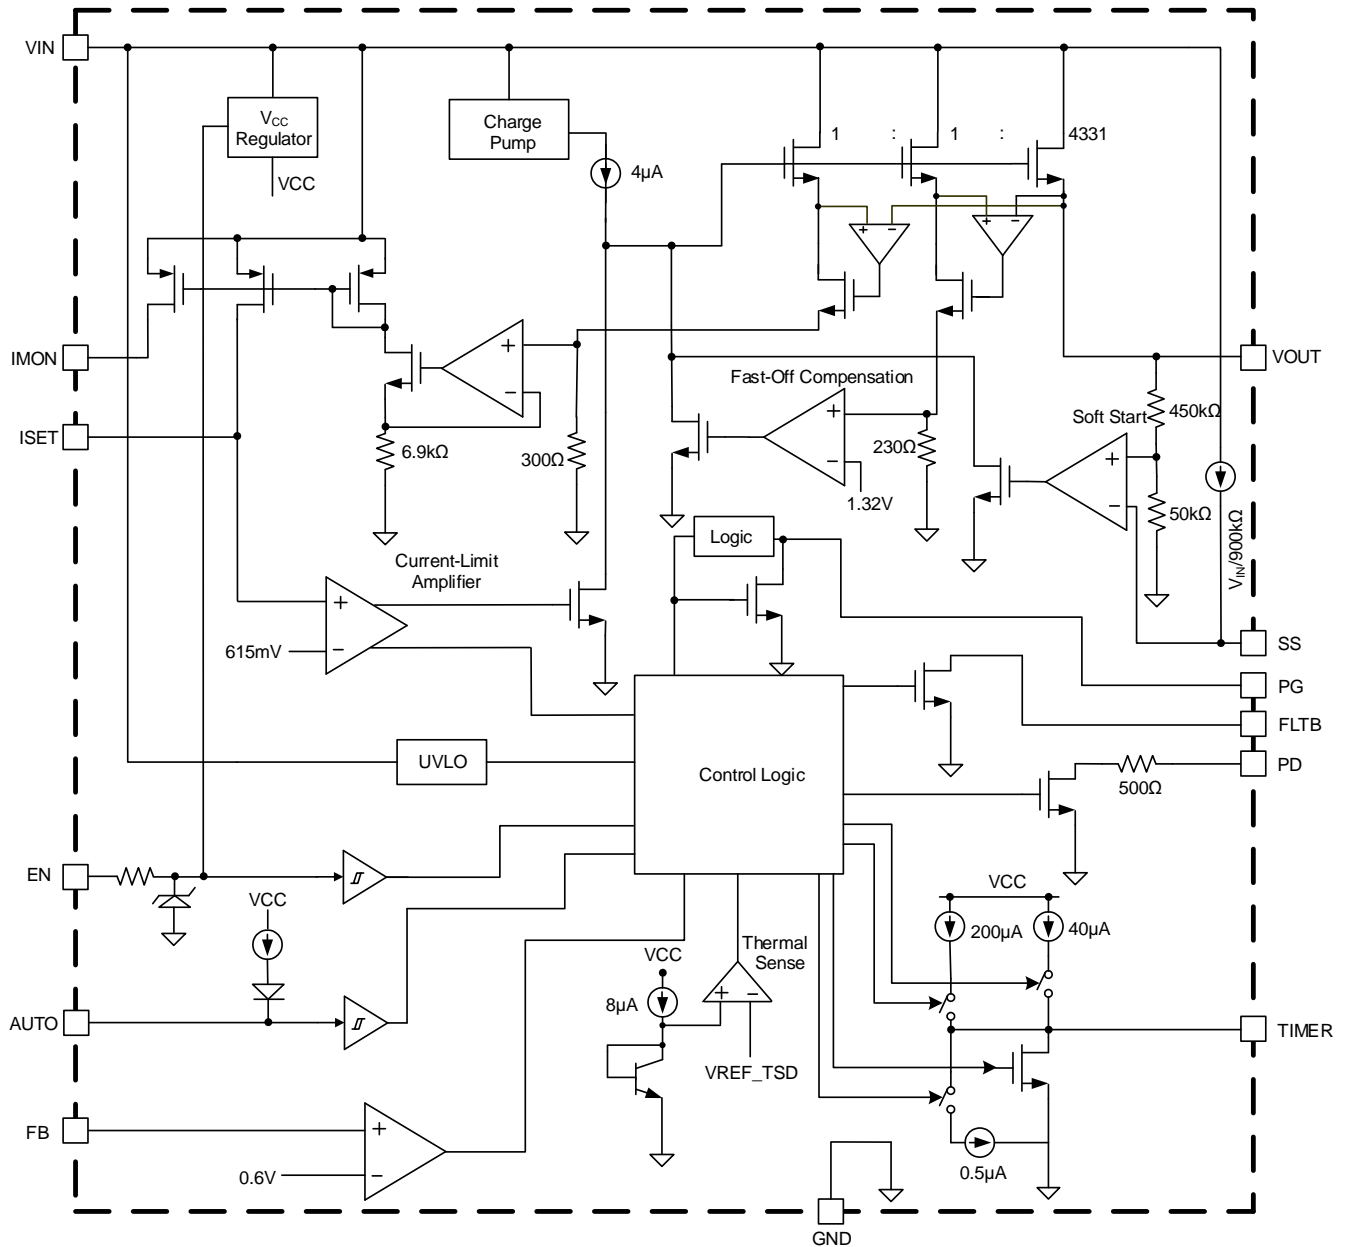 VIN
V_CC
Regulator
VCC
Charge
Pump
4µA
1 : 1 : 4331
IMON
VOUT
Fast-Off Compensation
Soft Start
450kΩ
ISET
6.9kΩ
300Ω
230Ω
1.32V
50kΩ
V_IN/900kΩ
Logic
Current-Limit
Amplifier
615mV
SS
PG
FLTB
UVLO
Control Logic
PD
500Ω
EN
VCC
VCC
200µA
40µA
Thermal
Sense
VCC
8µA
AUTO
TIMER
VREF_TSD
FB
0.6V
0.5µA
GND